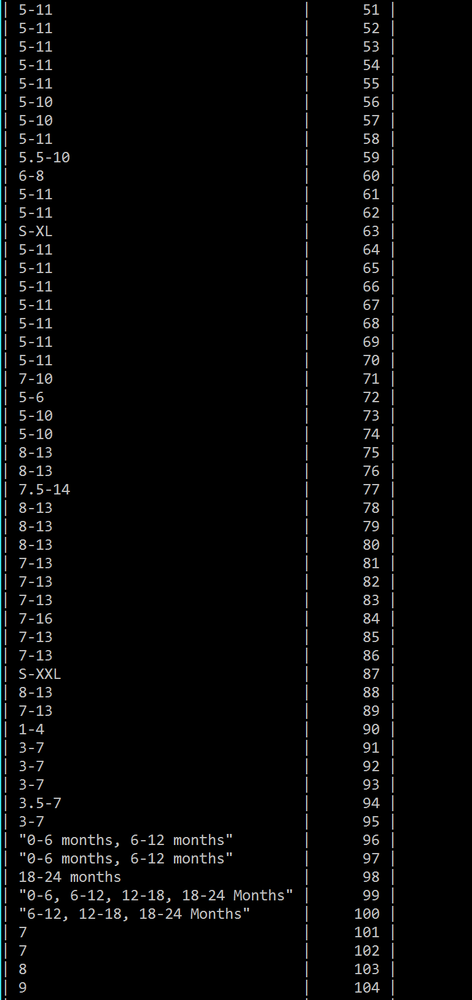 | 5-11 | 51 |
| 5-11 | 52 |
| 5-11 | 53 |
| 5-11 | 54 |
| 5-11 | 55 |
| 5-10 | 56 |
| 5-10 | 57 |
| 5-11 | 58 |
| 5.5-10 | 59 |
| 6-8 | 60 |
| 5-11 | 61 |
| 5-11 | 62 |
| S-XL | 63 |
| 5-11 | 64 |
| 5-11 | 65 |
| 5-11 | 66 |
| 5-11 | 67 |
| 5-11 | 68 |
| 5-11 | 69 |
| 5-11 | 70 |
| 7-10 | 71 |
| 5-6 | 72 |
| 5-10 | 73 |
| 5-10 | 74 |
| 8-13 | 75 |
| 8-13 | 76 |
| 7.5-14 | 77 |
| 8-13 | 78 |
| 8-13 | 79 |
| 8-13 | 80 |
| 7-13 | 81 |
| 7-13 | 82 |
| 7-13 | 83 |
| 7-16 | 84 |
| 7-13 | 85 |
| 7-13 | 86 |
| S-XXL | 87 |
| 8-13 | 88 |
| 7-13 | 89 |
| 1-4 | 90 |
| 3-7 | 91 |
| 3-7 | 92 |
| 3-7 | 93 |
| 3.5-7 | 94 |
| 3-7 | 95 |
| "0-6 months, 6-12 months" | 96 |
| "0-6 months, 6-12 months" | 97 |
| 18-24 months | 98 |
| "0-6, 6-12, 12-18, 18-24 Months" | 99 |
| "6-12, 12-18, 18-24 Months" | 100 |
| 7 | 101 |
| 7 | 102 |
| 8 | 103 |
| 9 | 104 |